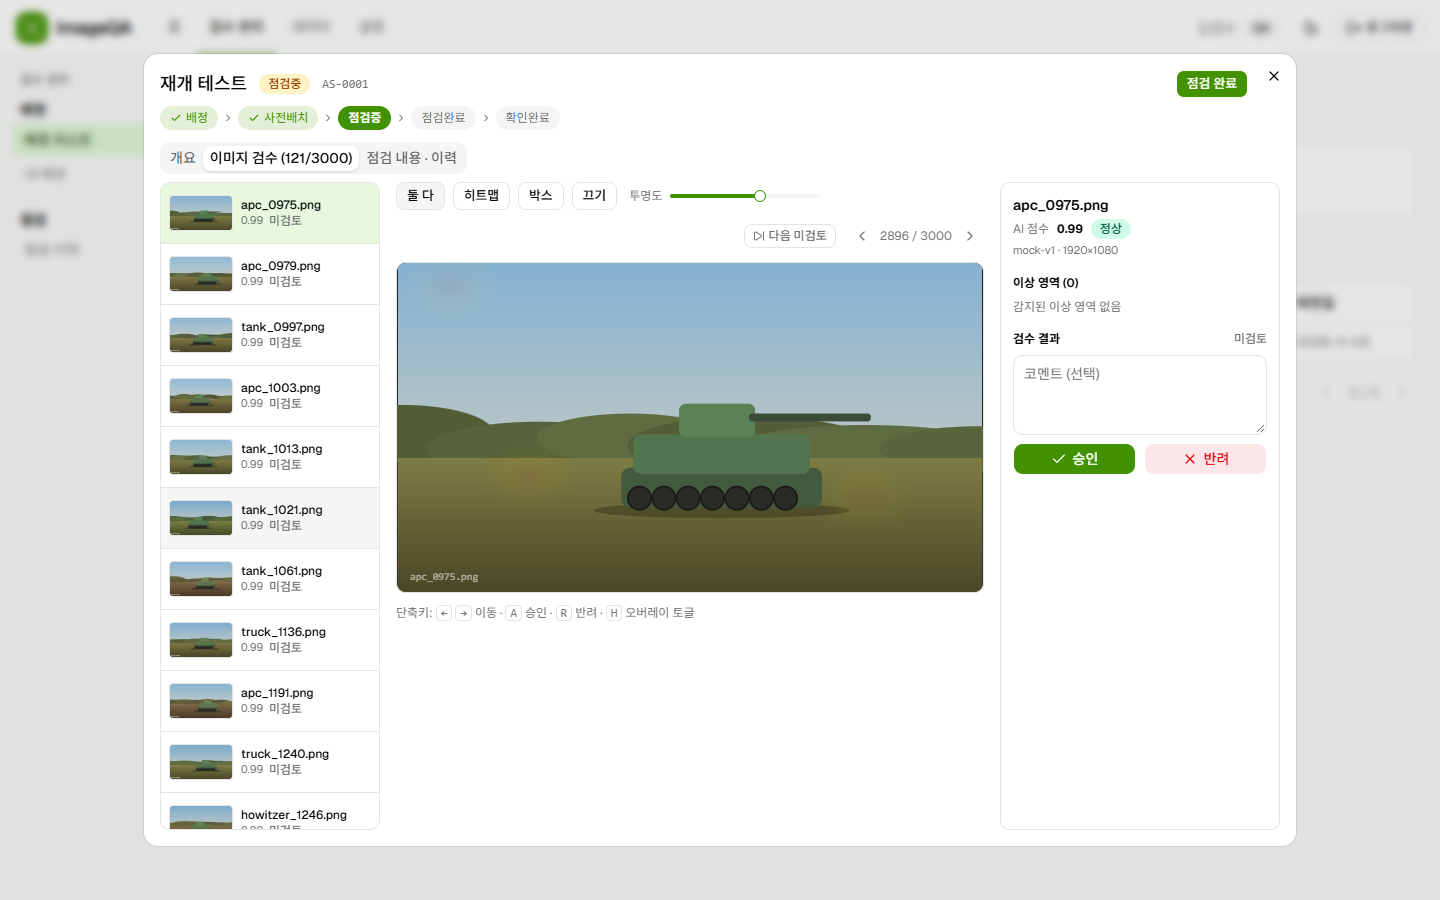 ImageQA
재개 테스트 점검중 AS-0001 점검 완료
배정 사전배치 점검중 점검완료 확인완료
개요 이미지 검수 (121/3000) 점검 내용 · 이력
apc_0975.png
0.99 미검토
apc_0979.png
0.99 미검토
tank_0997.png
0.99 미검토
apc_1003.png
0.99 미검토
tank_1013.png
0.99 미검토
tank_1021.png
0.99 미검토
tank_1061.png
0.99 미검토
truck_1136.png
0.99 미검토
apc_1191.png
0.99 미검토
truck_1240.png
0.99 미검토
howitzer_1246.png
0.99 미검토
둘 다 히트맵 박스 끄기 투명도
다음 미검토 2896 / 3000
apc_0975.png
단축키: ← → 이동 · A 승인 · R 반려 · H 오버레이 토글
apc_0975.png
AI 점수 0.99 정상
mock-v1 · 1920×1080
이상 영역 (0)
감지된 이상 영역 없음
검수 결과 미검토
코멘트 (선택)
승인 반려